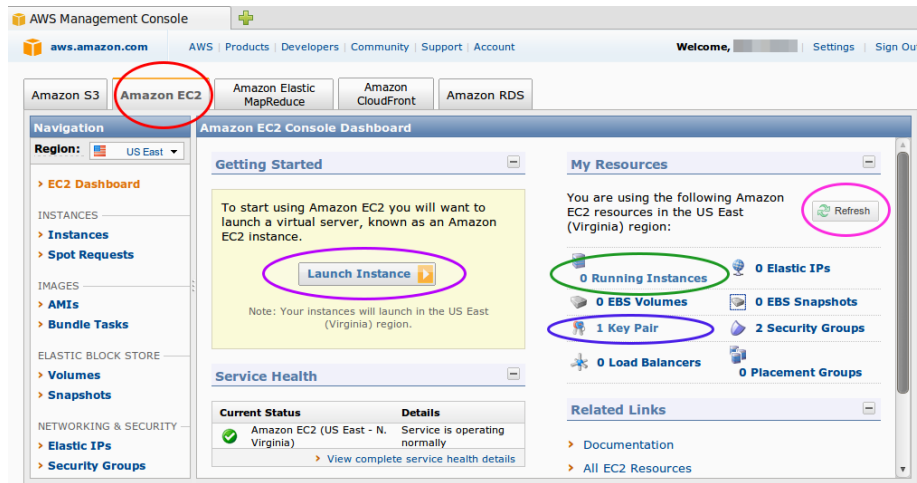 AWS Management Console
aws.amazon.com AWS | Products | Developers | Community | Support | Account Welcome, | Settings | Sign Ou
Amazon S3 Amazon EC2 Amazon Elastic MapReduce Amazon CloudFront Amazon RDS
Navigation
Region: US East
> EC2 Dashboard
INSTANCES
> Instances
> Spot Requests
IMAGES
> AMIs
> Bundle Tasks
ELASTIC BLOCK STORE
> Volumes
> Snapshots
NETWORKING & SECURITY
> Elastic IPs
> Security Groups
Amazon EC2 Console Dashboard
Getting Started
To start using Amazon EC2 you will want to
launch a virtual server, known as an Amazon
EC2 instance.
Launch Instance
Note: Your instances will launch in the US East
(Virginia) region.
Service Health
Current Status Details
Amazon EC2 (US East - N. Virginia) Service is operating normally
> View complete service health details
My Resources
You are using the following Amazon
EC2 resources in the US East
(Virginia) region:
Refresh
0 Running Instances 0 Elastic IPs
0 EBS Volumes 0 EBS Snapshots
1 Key Pair 2 Security Groups
0 Load Balancers 0 Placement Groups
Related Links
> Documentation
> All EC2 Resources